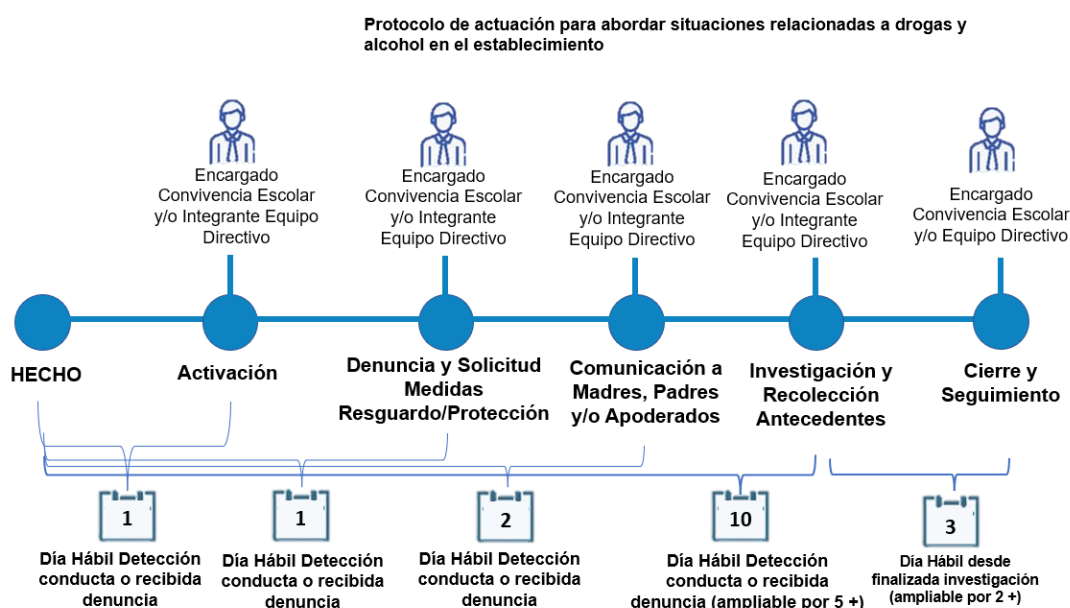 Protocolo de actuación para abordar situaciones relacionadas a drogas y
alcohol en el establecimiento
Encargado
Convivencia Escolar
y/o Integrante Equipo
Directivo
Encargado
Convivencia Escolar
y/o Integrante
Equipo Directivo
Encargado
Convivencia Escolar
y/o Integrante
Equipo Directivo
Encargado
Convivencia Escolar
y/o Integrante
Equipo Directivo
Encargado
Convivencia Escolar
y/o Equipo Directivo
HECHO
Activación
Denuncia y Solicitud
Medidas
Resguardo/Protección
Comunicación a
Madres, Padres
y/o Apoderados
Investigación y
Recolección
Antecedentes
Cierre y
Seguimiento
1
Día Hábil Detección
conducta o recibida
denuncia
1
Día Hábil Detección
conducta o recibida
denuncia
2
Día Hábil Detección
conducta o recibida
denuncia
10
Día Hábil Detección
conducta o recibida
denuncia (ampliable por 5 +)
3
Día Hábil desde
finalizada investigación
(ampliable por 2 +)